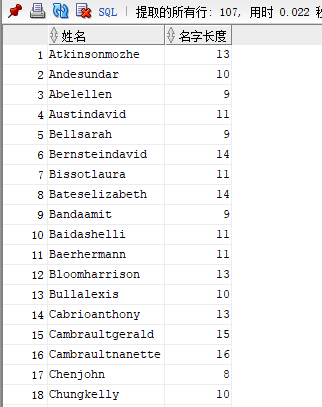 SQL | 提取的所有行: 107, 用时 0.022 秒
姓名 名字长度
1 Atkinsonmozhe 13
2 Andesundar 10
3 Abelellen 9
4 Austindavid 11
5 Bellsarah 9
6 Bernsteindavid 14
7 Bissotlaura 11
8 Bateselizabeth 14
9 Bandaamit 9
10 Baidashelli 11
11 Baerhermann 11
12 Bloomharrison 13
13 Bullalexis 10
14 Cabrioanthony 13
15 Cambraultgerald 15
16 Cambraultnanette 16
17 Chenjohn 8
18 Chungkelly 10